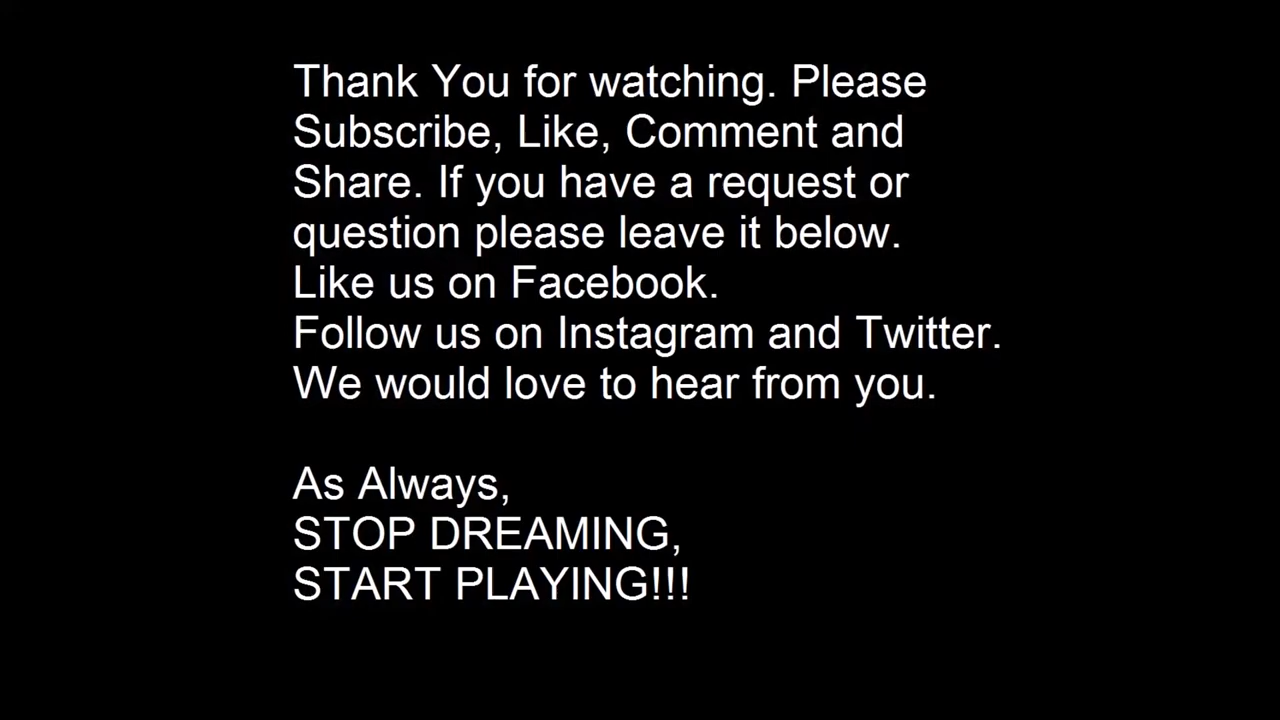 Thank You for watching. Please
Subscribe, Like, Comment and
Share. If you have a request or
question please leave it below.
Like us on Facebook.
Follow us on Instagram and Twitter.
We would love to hear from you.
As Always,
STOP DREAMING,
START PLAYING!!!